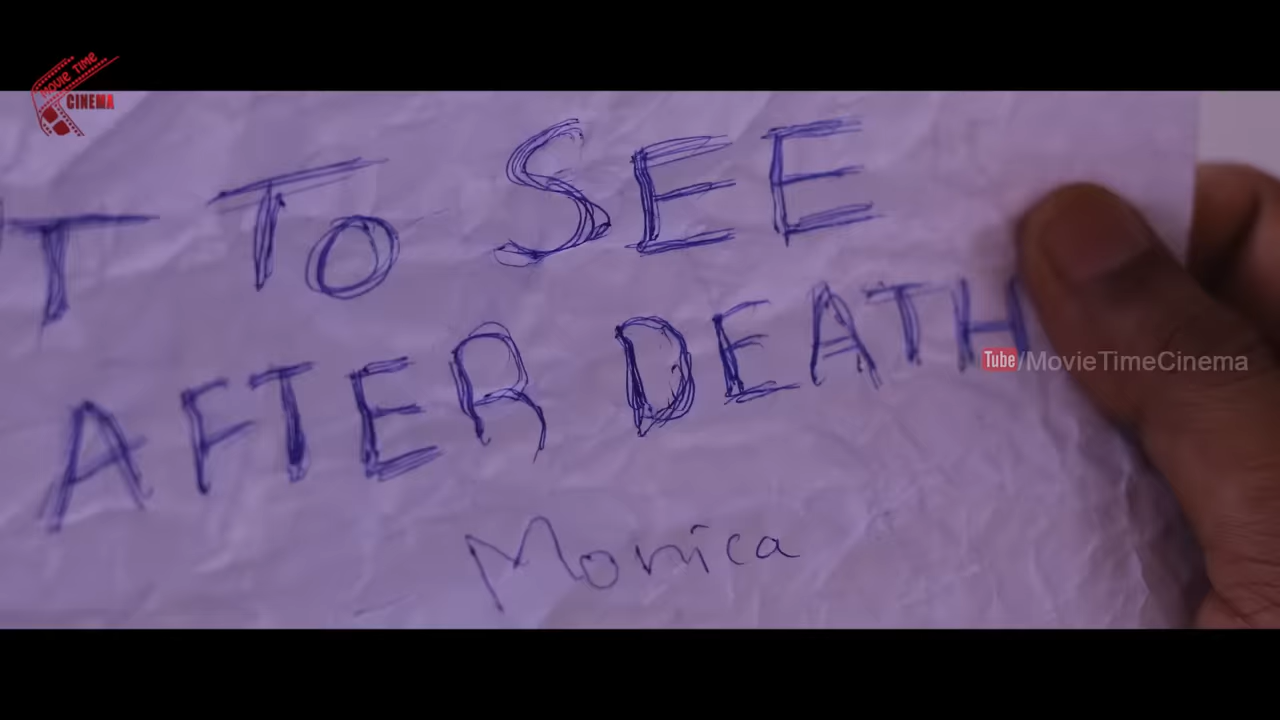 MOVIE TIME
CINEMA
T TO SEE
AFTER DEATH
Tube/MovieTimeCinema
Monica